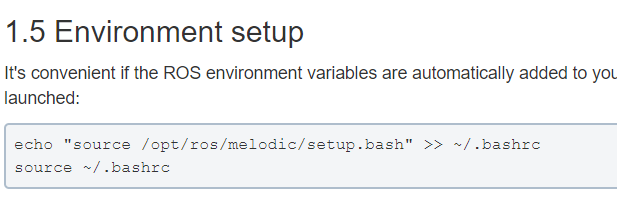 1.5 Environment setup
It's convenient if the ROS environment variables are automatically added to
launched:
echo "source /opt/ros/melodic/setup.bash" >> ~/.bashrc
source ~/.bashrc